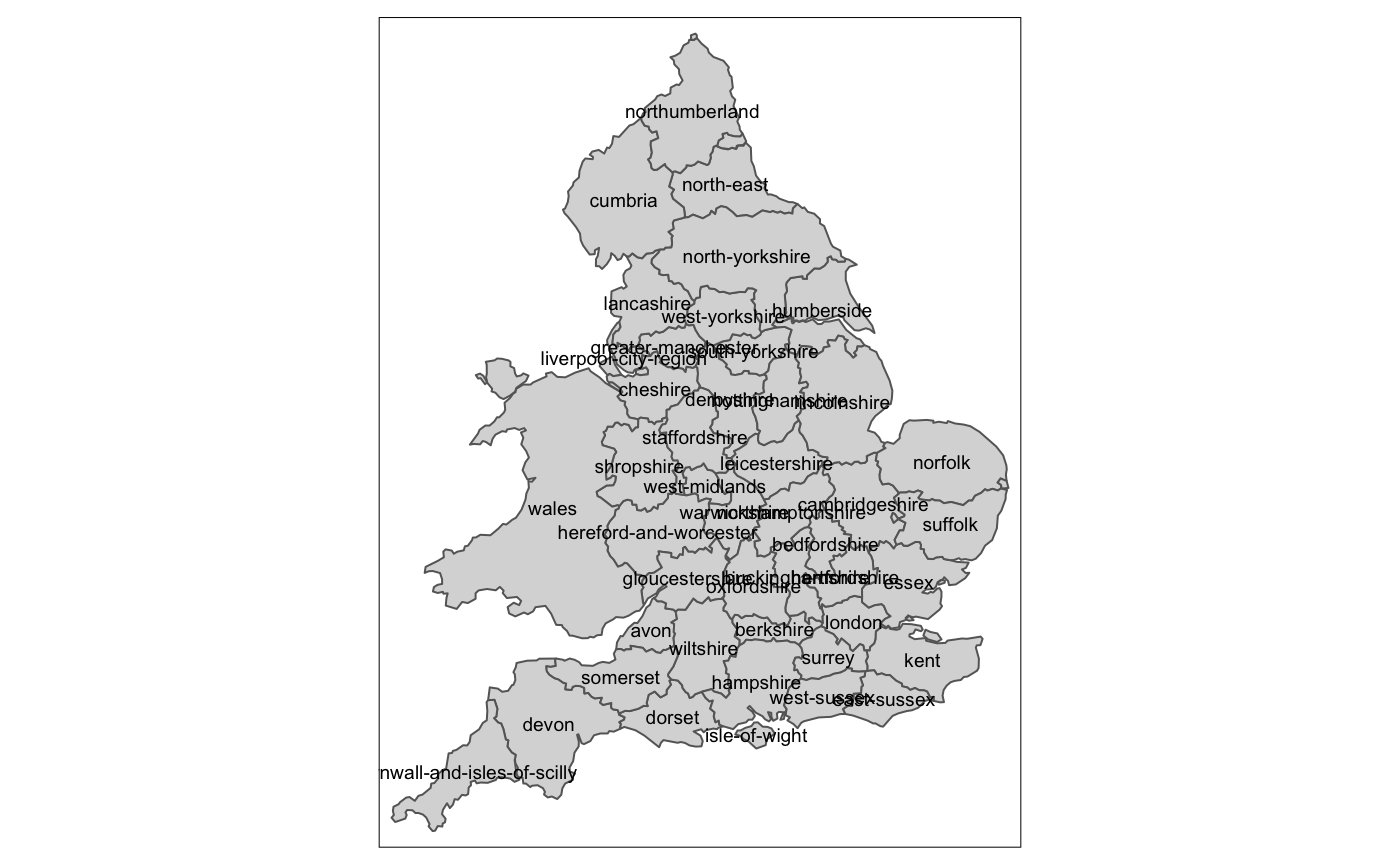 northumberland
north-east
cumbria
north-yorkshire
lancashire
humberside
west-yorkshire
greater-manchester
south-yorkshire
liverpool-city-region
cheshire
derbyshire
nottinghamshire
lincolnshire
staffordshire
norfolk
leicestershire
shropshire
west-midlands
cambridgeshire
wales
warwickshire
northamptonshire
suffolk
hereford-and-worcester
bedfordshire
gloucestershire
buckinghamshire
hertfordshire
essex
oxfordshire
london
avon
berkshire
wiltshire
surrey
kent
somerset
hampshire
west-sussex
east-sussex
dorset
devon
isle-of-wight
nwall-and-isles-of-scilly